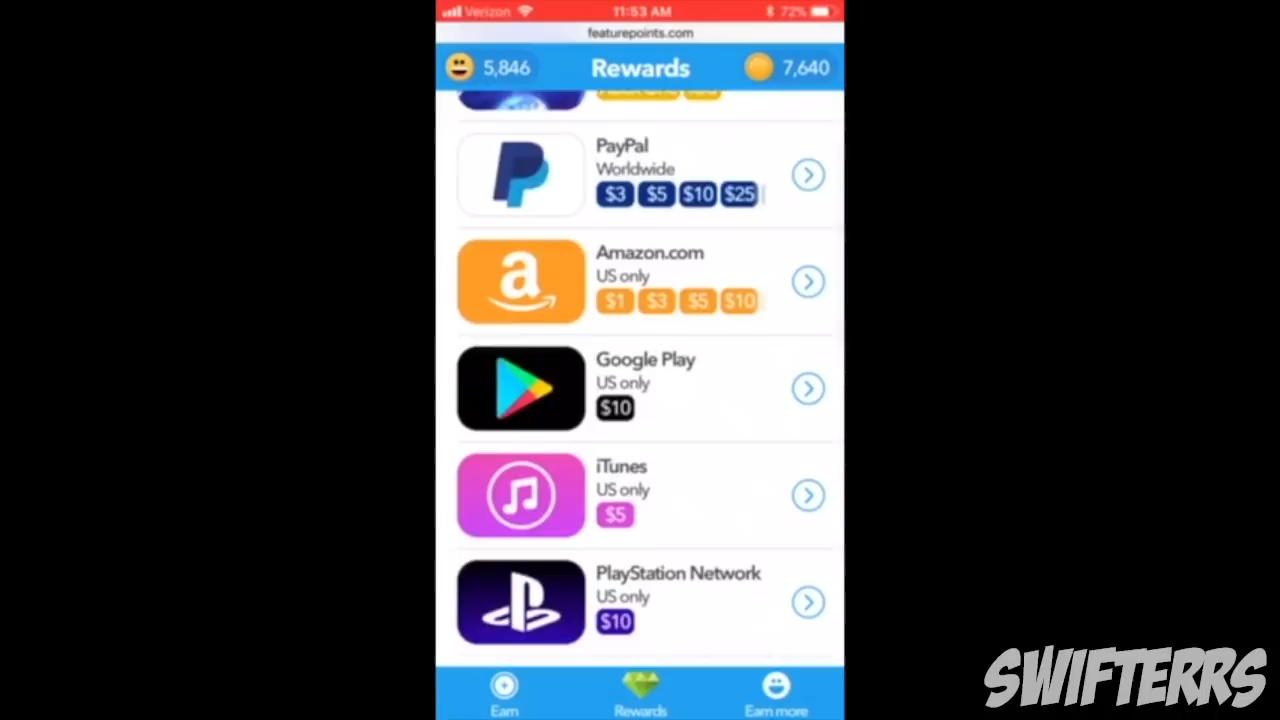 Verizon 11:53 AM 72%
featurepoints.com
5,846 Rewards 7,640
PayPal
Worldwide
$3 $5 $10 $25
Amazon.com
US only
$1 $3 $5 $10
Google Play
US only
$10
iTunes
US only
$5
PlayStation Network
US only
$10
Earn Rewards Earn more
SWIFTERRS